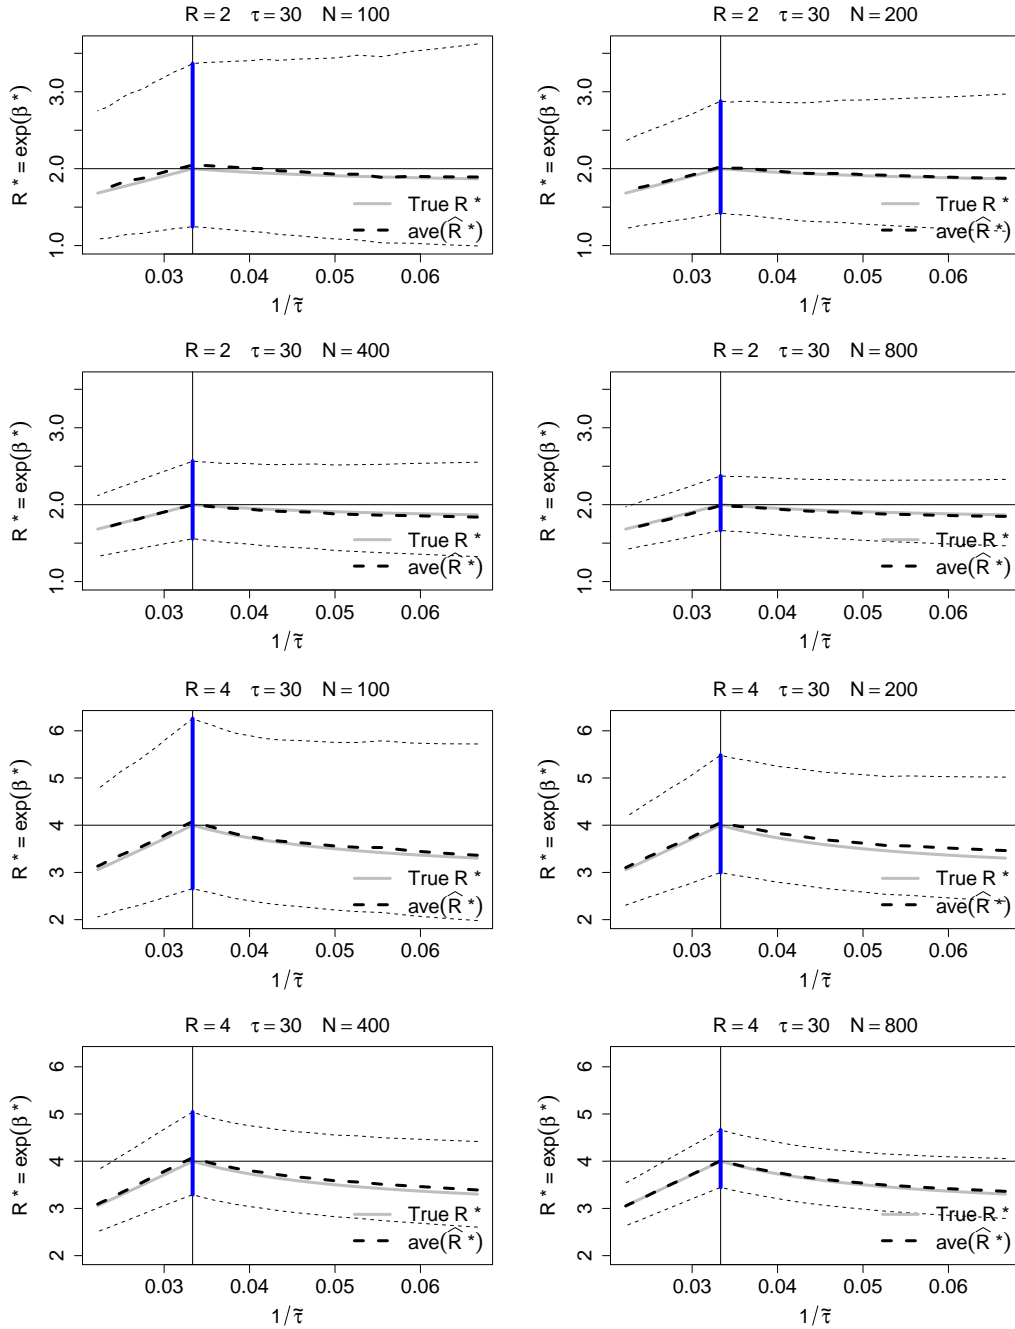 R = 2 τ = 30 N = 100
R * = exp(β *)
1.0 2.0 3.0
True R *
ave(R̂ *)
0.03 0.04 0.05 0.06
1/τ̃
R = 2 τ = 30 N = 200
R * = exp(β *)
1.0 2.0 3.0
True R *
ave(R̂ *)
0.03 0.04 0.05 0.06
1/τ̃
R = 2 τ = 30 N = 400
R * = exp(β *)
1.0 2.0 3.0
True R *
ave(R̂ *)
0.03 0.04 0.05 0.06
1/τ̃
R = 2 τ = 30 N = 800
R * = exp(β *)
1.0 2.0 3.0
True R *
ave(R̂ *)
0.03 0.04 0.05 0.06
1/τ̃
R = 4 τ = 30 N = 100
R * = exp(β *)
2 3 4 5 6
True R *
ave(R̂ *)
0.03 0.04 0.05 0.06
1/τ̃
R = 4 τ = 30 N = 200
R * = exp(β *)
2 3 4 5 6
True R *
ave(R̂ *)
0.03 0.04 0.05 0.06
1/τ̃
R = 4 τ = 30 N = 400
R * = exp(β *)
2 3 4 5 6
True R *
ave(R̂ *)
0.03 0.04 0.05 0.06
1/τ̃
R = 4 τ = 30 N = 800
R * = exp(β *)
2 3 4 5 6
True R *
ave(R̂ *)
0.03 0.04 0.05 0.06
1/τ̃